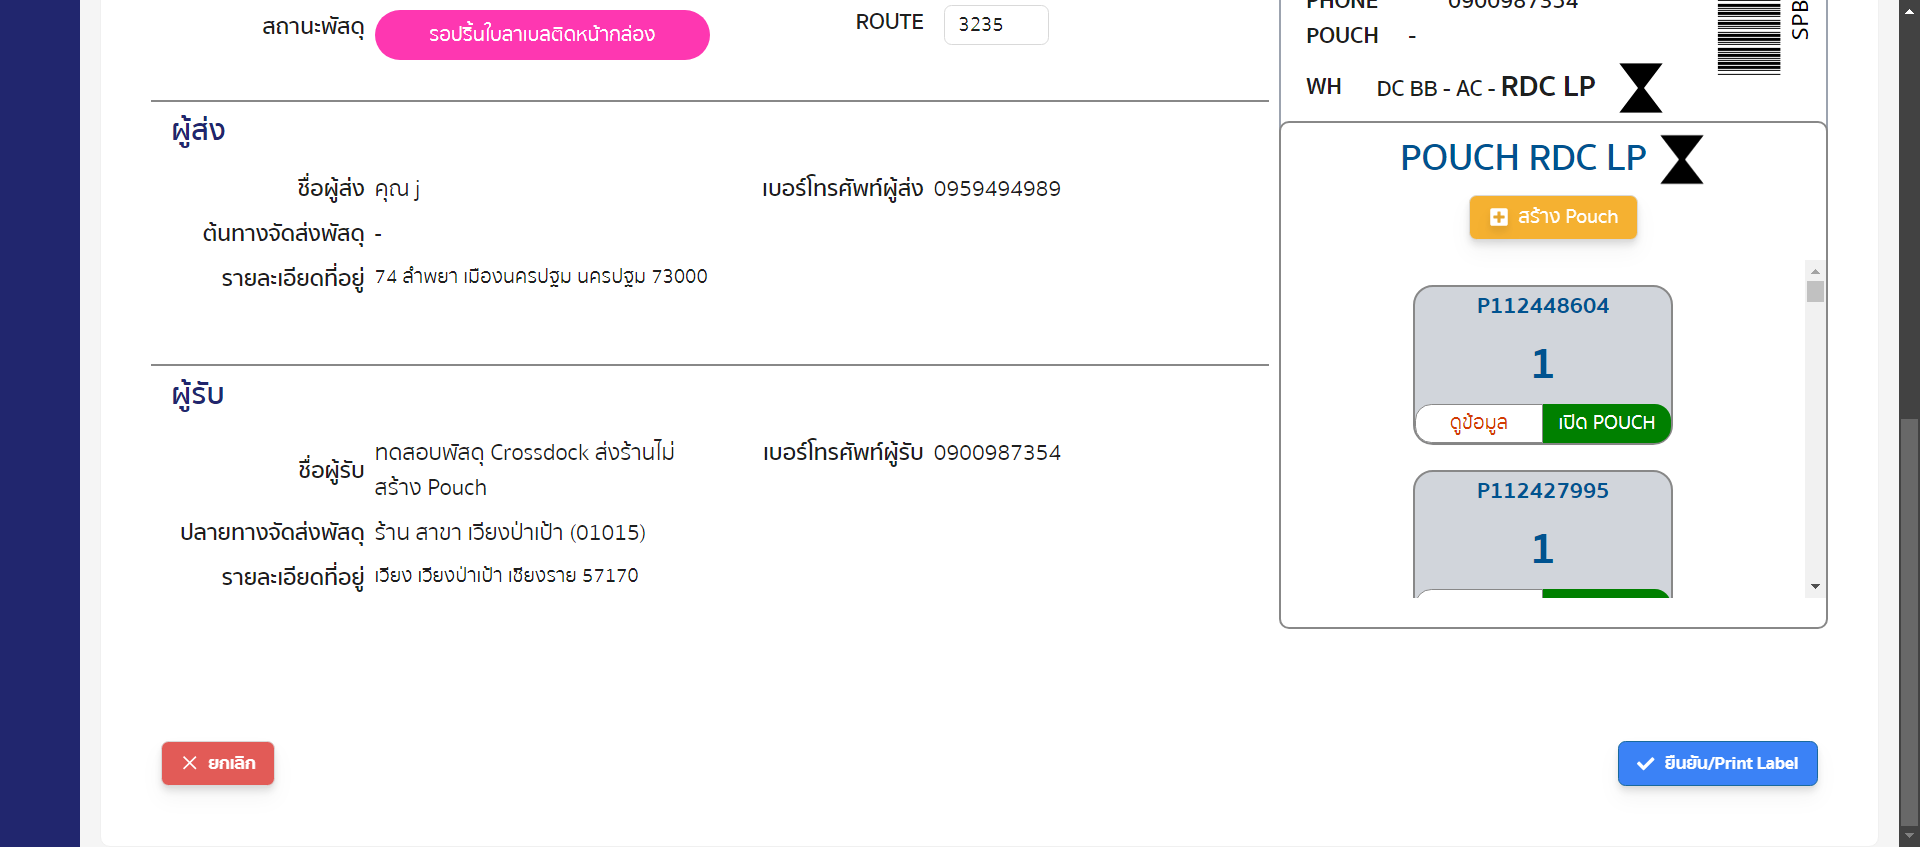 สถานะพัสดุ รอปริ้นใบลาเบลติดหน้ากล่อง
ROUTE 3235
ผู้ส่ง
ชื่อผู้ส่ง คุณ j
เบอร์โทรศัพท์ผู้ส่ง 0959494989
ต้นทางจัดส่งพัสดุ -
รายละเอียดที่อยู่ 74 ลำพยา เมืองนครปฐม นครปฐม 73000
ผู้รับ
ชื่อผู้รับ ทดสอบพัสดุ Crossdock ส่งร้านไม่
สร้าง Pouch
เบอร์โทรศัพท์ผู้รับ 0900987354
ปลายทางจัดส่งพัสดุ ร้าน สาขา เวียงป่าเป้า (01015)
รายละเอียดที่อยู่ เวียง เวียงป่าเป้า เชียงราย 57170
PHONE 0900987354
POUCH -
WH DC BB - AC - RDC LP
SPB
POUCH RDC LP
สร้าง Pouch
P112448604
1
ดูข้อมูล เปิด POUCH
P112427995
1
ยกเลิก
ยืนยัน/Print Label